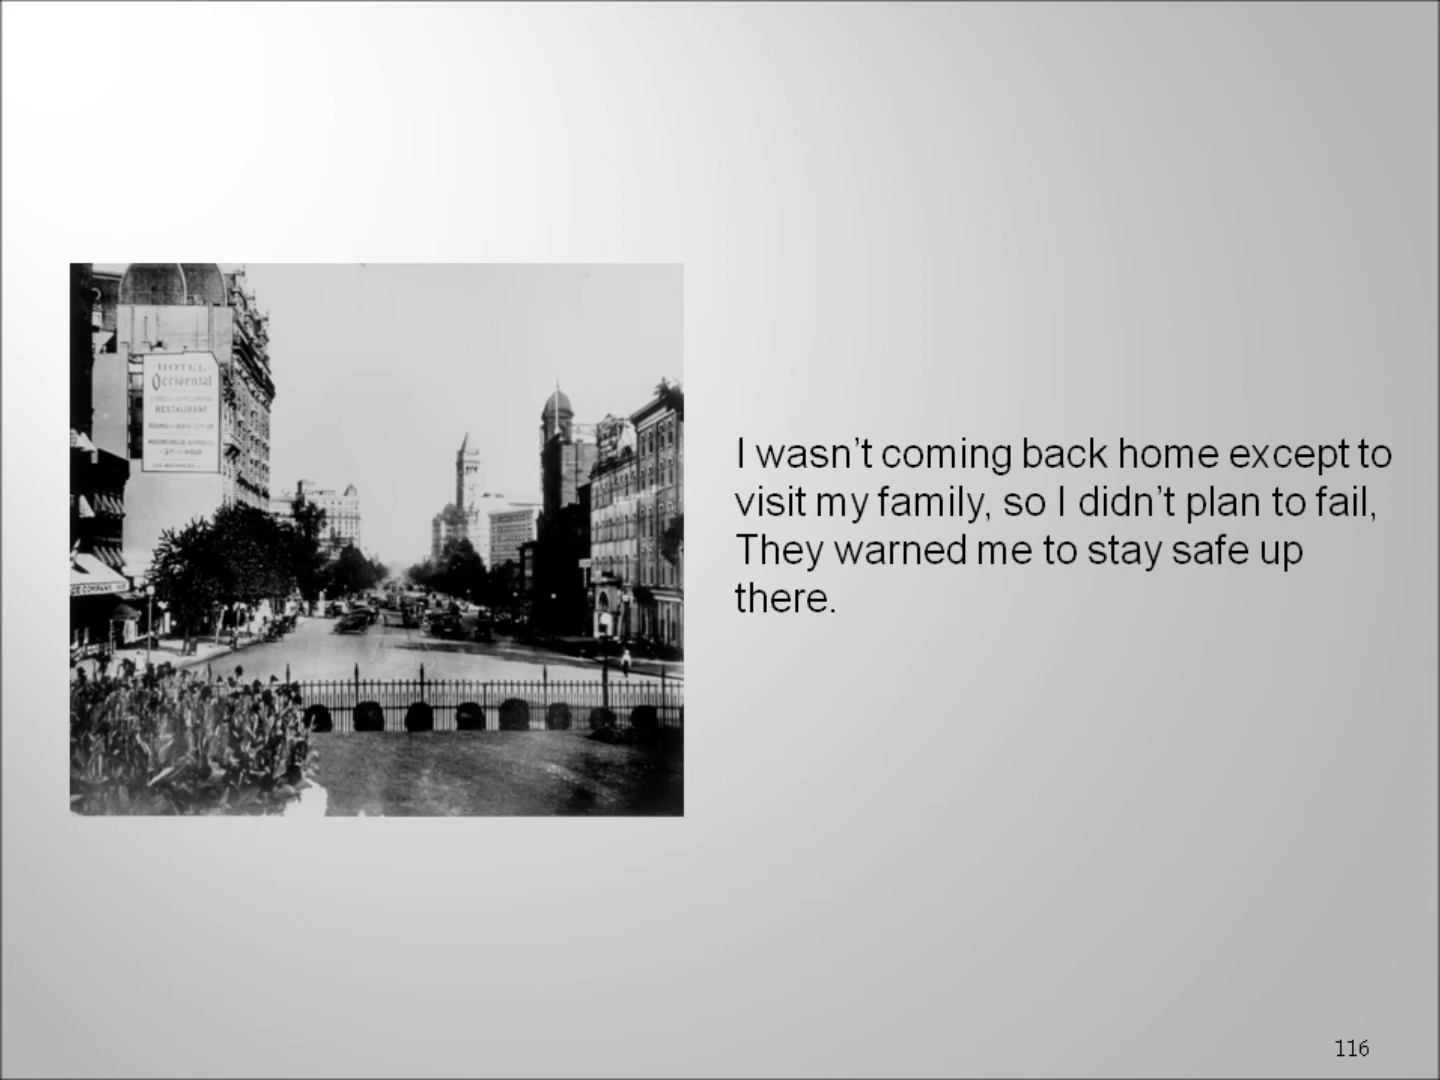 HOTEL
Occidental
RESTAURANT
I wasn’t coming back home except to
visit my family, so I didn’t plan to fail,
They warned me to stay safe up
there.
116